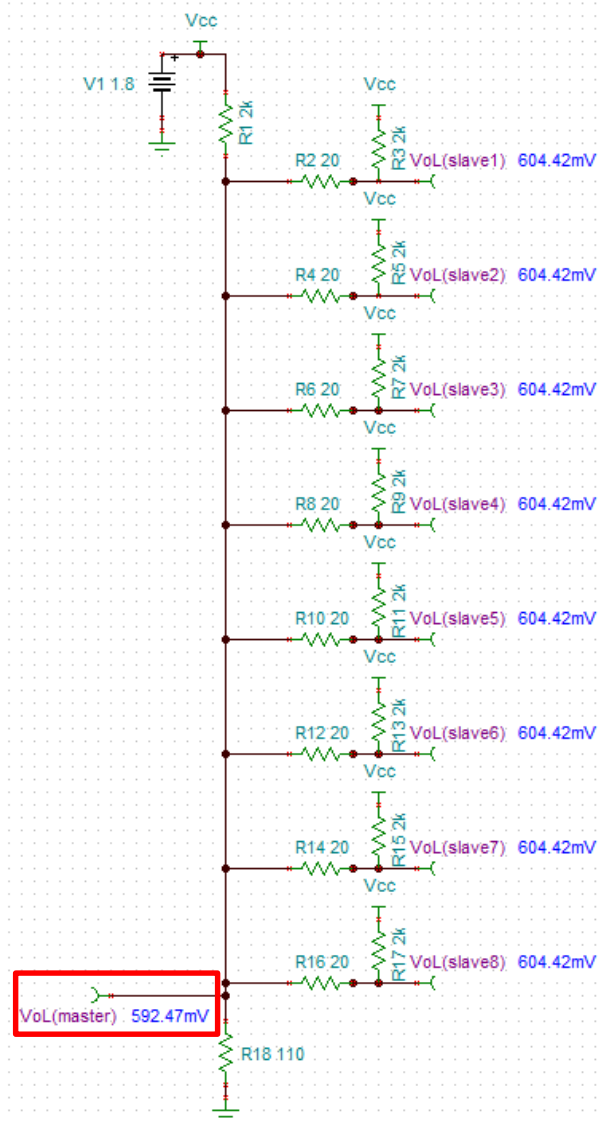 Vcc
V1 1.8
R1 2k
Vcc
R3 2k
R2 20
VoL(slave1) 604.42mV
Vcc
R5 2k
R4 20
VoL(slave2) 604.42mV
Vcc
R7 2k
R6 20
VoL(slave3) 604.42mV
Vcc
R9 2k
R8 20
VoL(slave4) 604.42mV
Vcc
R11 2k
R10 20
VoL(slave5) 604.42mV
Vcc
R13 2k
R12 20
VoL(slave6) 604.42mV
Vcc
R15 2k
R14 20
VoL(slave7) 604.42mV
Vcc
R17 2k
R16 20
VoL(slave8) 604.42mV
VoL(master) 592.47mV
R18 110